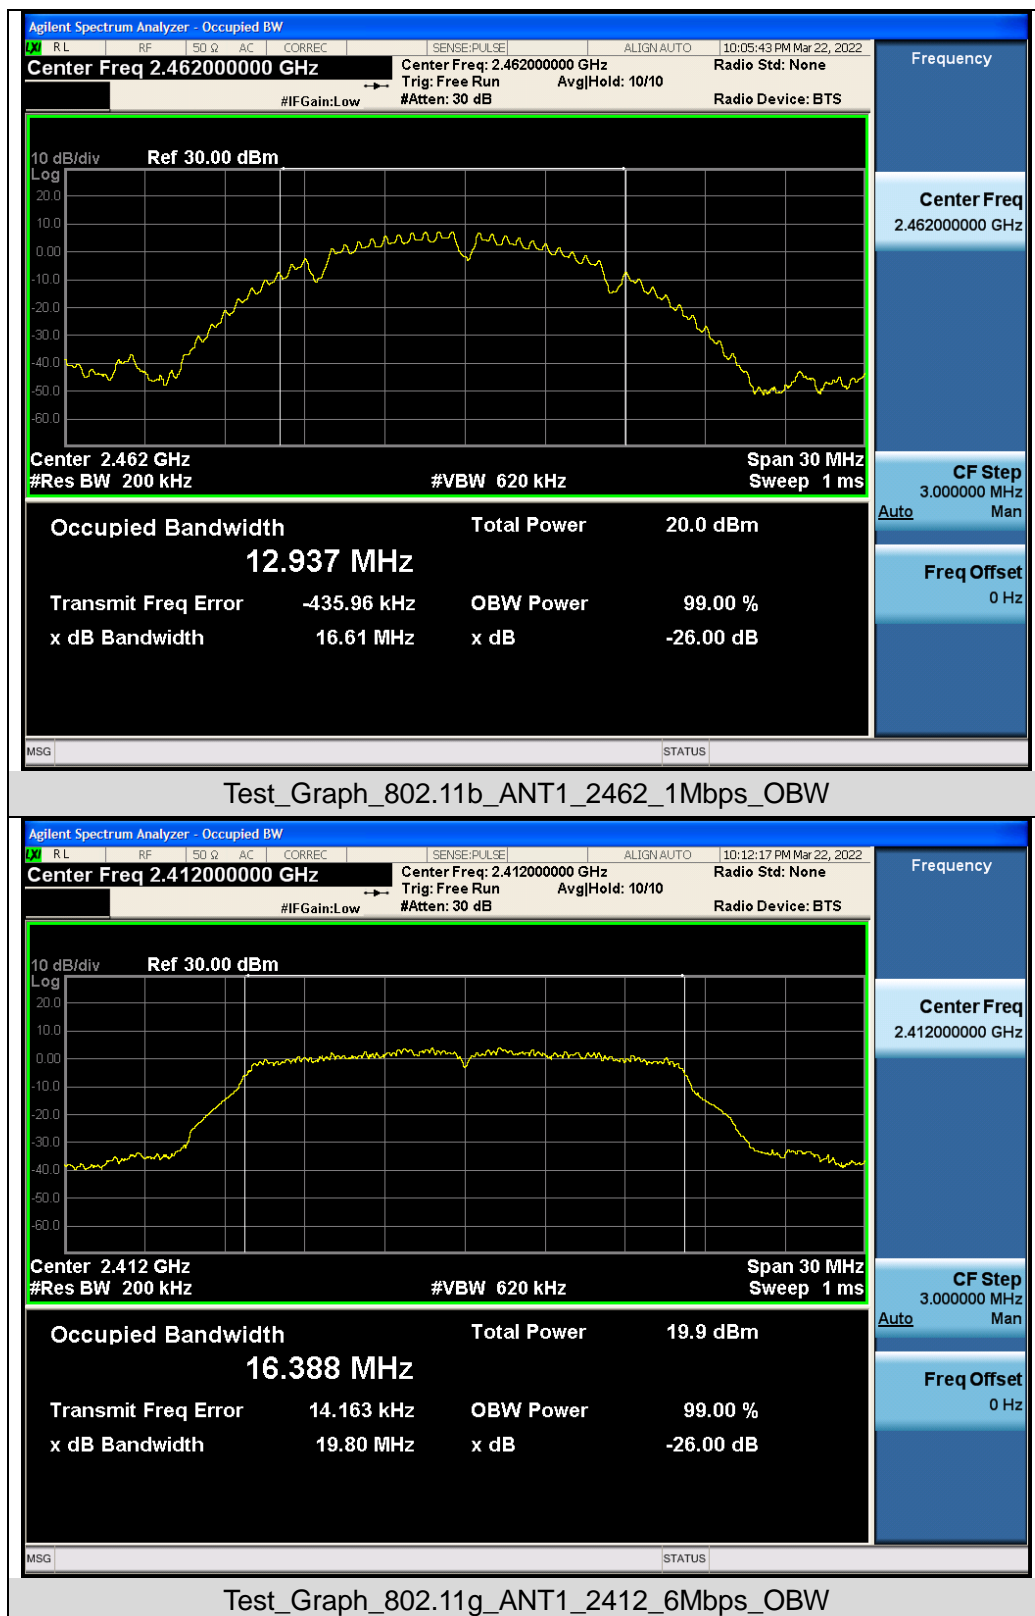 Agilent Spectrum Analyzer - Occupied BW
LXI RL RF 50 Ω AC CORREC SENSE:PULSE ALIGN AUTO 10:05:43 PM Mar 22, 2022
Center Freq 2.462000000 GHz Center Freq: 2.462000000 GHz Radio Std: None
Trig: Free Run Avg|Hold: 10/10
#IFGain:Low #Atten: 30 dB Radio Device: BTS
Frequency
10 dB/div Ref 30.00 dBm
Log
20.0
10.0
0.00
-10.0
-20.0
-30.0
-40.0
-50.0
-60.0
Center 2.462 GHz Span 30 MHz
#Res BW 200 kHz #VBW 620 kHz Sweep 1 ms
Center Freq
2.462000000 GHz
CF Step
3.000000 MHz
Auto Man
Freq Offset
0 Hz
Occupied Bandwidth Total Power 20.0 dBm
12.937 MHz
Transmit Freq Error -435.96 kHz OBW Power 99.00 %
x dB Bandwidth 16.61 MHz x dB -26.00 dB
MSG STATUS
Test_Graph_802.11b_ANT1_2462_1Mbps_OBW
Agilent Spectrum Analyzer - Occupied BW
LXI RL RF 50 Ω AC CORREC SENSE:PULSE ALIGN AUTO 10:12:17 PM Mar 22, 2022
Center Freq 2.412000000 GHz Center Freq: 2.412000000 GHz Radio Std: None
Trig: Free Run Avg|Hold: 10/10
#IFGain:Low #Atten: 30 dB Radio Device: BTS
Frequency
10 dB/div Ref 30.00 dBm
Log
20.0
10.0
0.00
-10.0
-20.0
-30.0
-40.0
-50.0
-60.0
Center 2.412 GHz Span 30 MHz
#Res BW 200 kHz #VBW 620 kHz Sweep 1 ms
Center Freq
2.412000000 GHz
CF Step
3.000000 MHz
Auto Man
Freq Offset
0 Hz
Occupied Bandwidth Total Power 19.9 dBm
16.388 MHz
Transmit Freq Error 14.163 kHz OBW Power 99.00 %
x dB Bandwidth 19.80 MHz x dB -26.00 dB
MSG STATUS
Test_Graph_802.11g_ANT1_2412_6Mbps_OBW